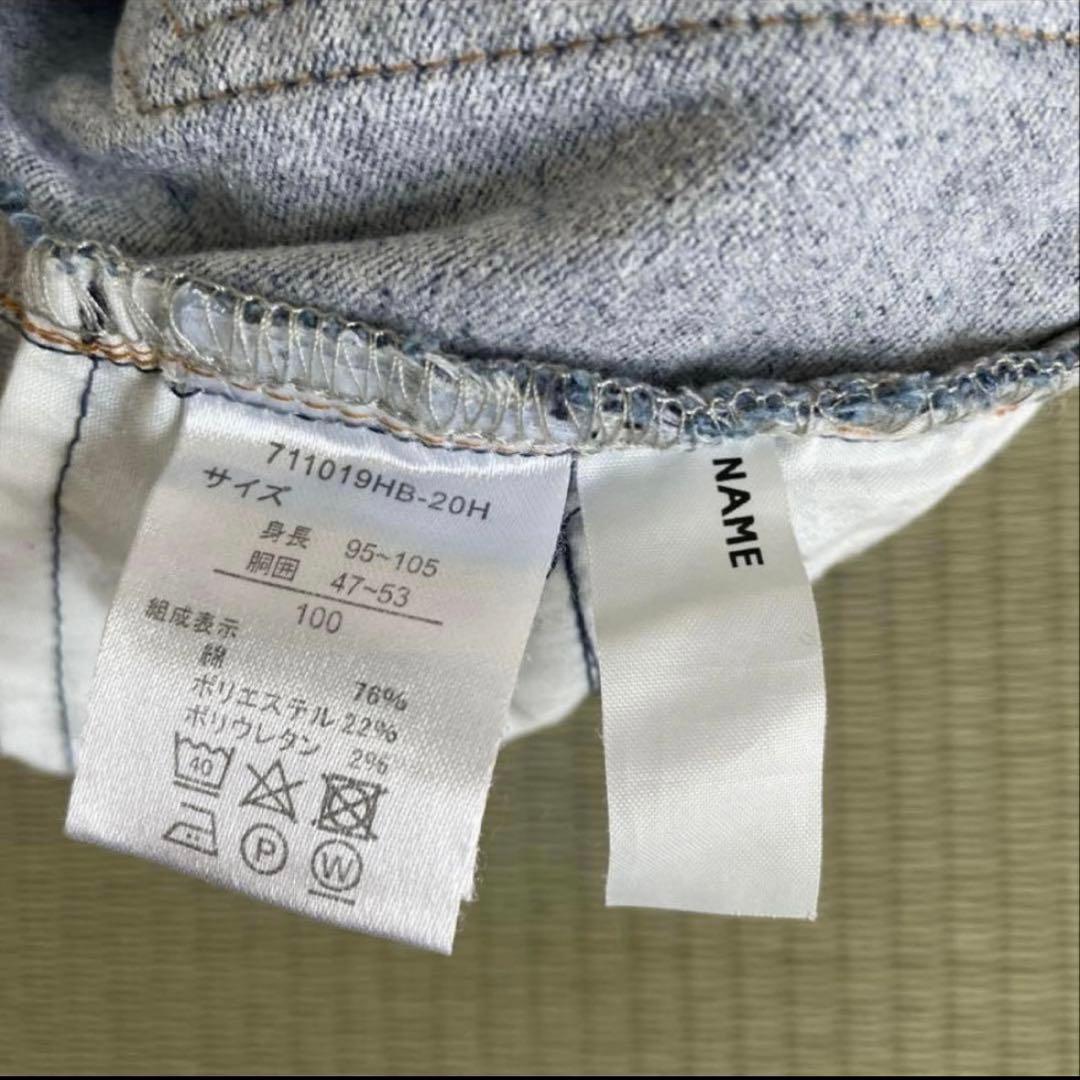 711019HB-20H
サイズ
身長 95~105
胴囲 47~53
100
組成表示
綿 76%
ポリエステル 22%
ポリウレタン 2%
40
P
W
NAME